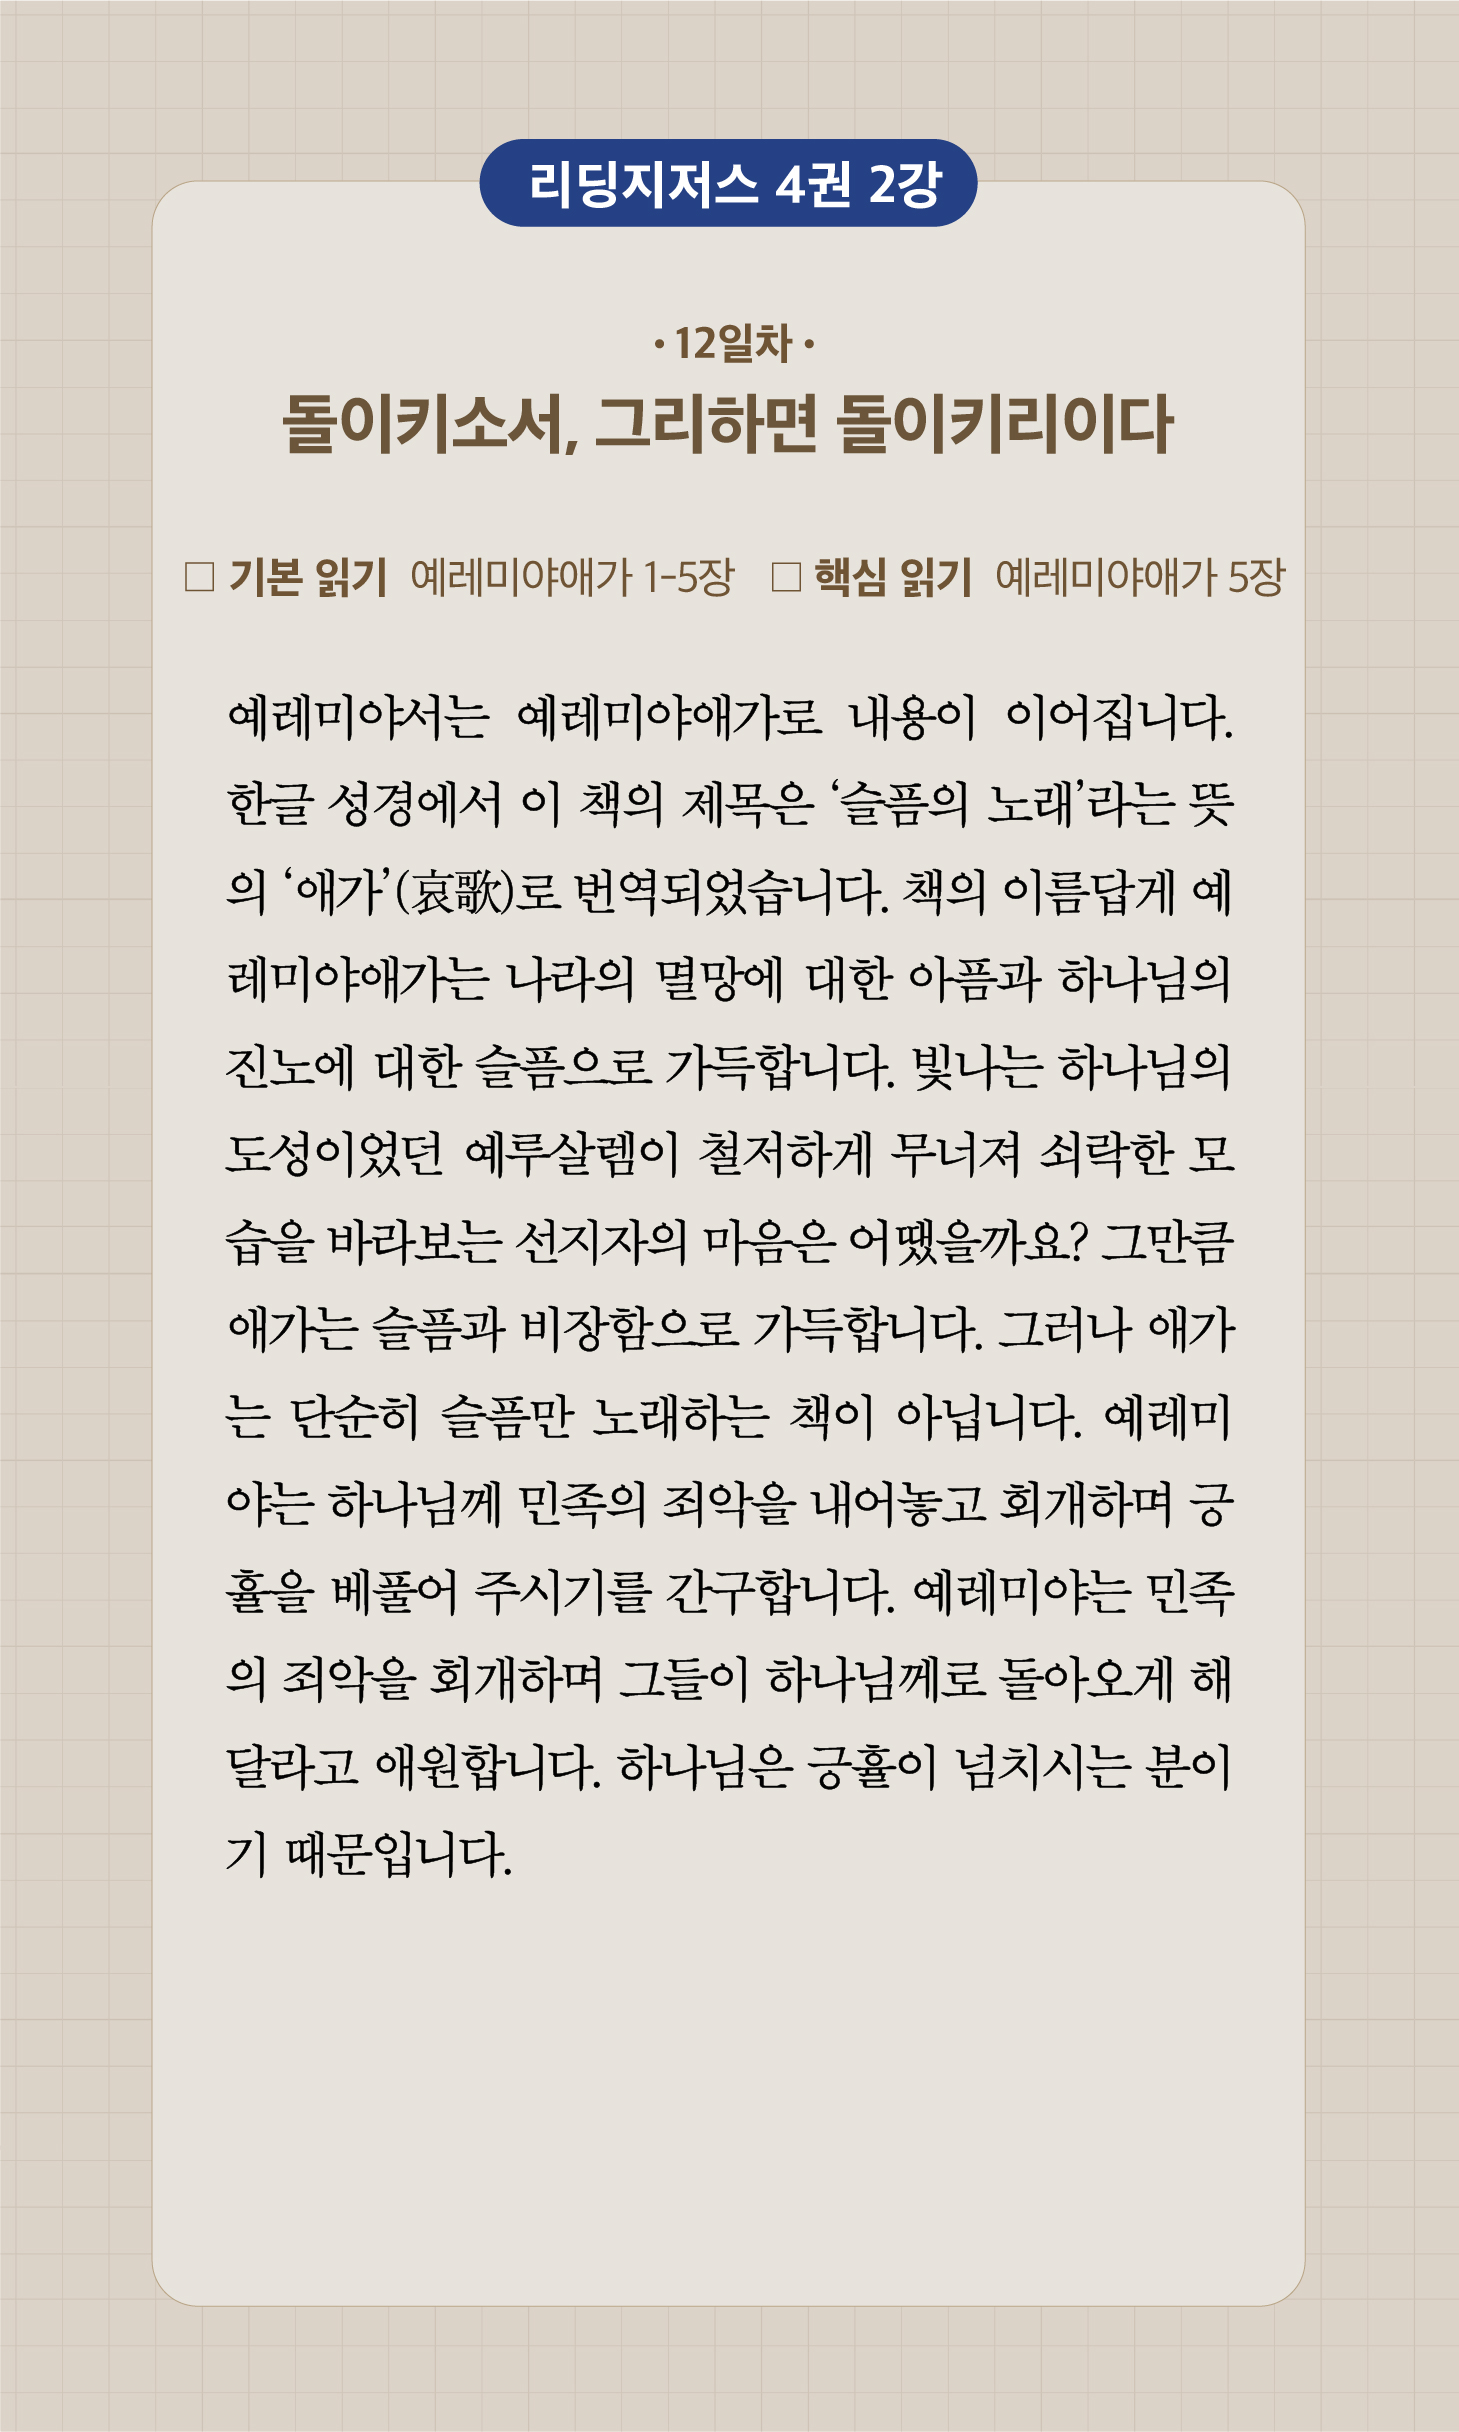 리딩지저스 4권 2강
· 12일차 ·
돌이키소서, 그리하면 돌이키리이다
□ 기본 읽기 예레미야애가 1-5장 □ 핵심 읽기 예레미야애가 5장
예레미야서는 예레미야애가로 내용이 이어집니다.
한글 성경에서 이 책의 제목은 ‘슬픔의 노래’라는 뜻
의 ‘애가’(哀歌)로 번역되었습니다. 책의 이름답게 예
레미야애가는 나라의 멸망에 대한 아픔과 하나님의
진노에 대한 슬픔으로 가득합니다. 빛나는 하나님의
도성이었던 예루살렘이 철저하게 무너져 쇠락한 모
습을 바라보는 선지자의 마음은 어땠을까요? 그만큼
애가는 슬픔과 비장함으로 가득합니다. 그러나 애가
는 단순히 슬픔만 노래하는 책이 아닙니다. 예레미
야는 하나님께 민족의 죄악을 내어놓고 회개하며 긍
휼을 베풀어 주시기를 간구합니다. 예레미야는 민족
의 죄악을 회개하며 그들이 하나님께로 돌아오게 해
달라고 애원합니다. 하나님은 긍휼이 넘치시는 분이
기 때문입니다.